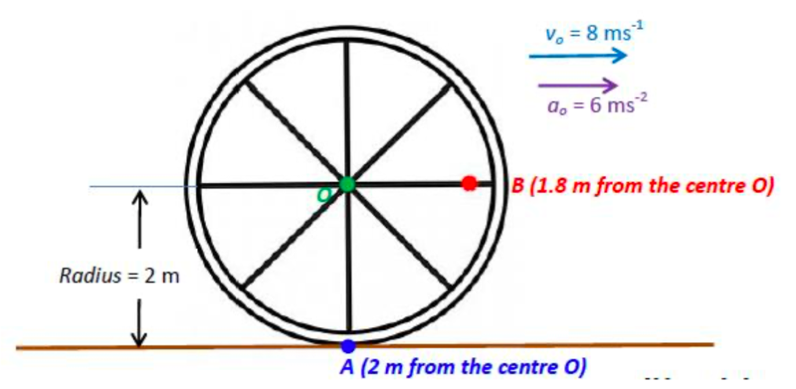 vₒ = 8 ms⁻¹
aₒ = 6 ms⁻²
O
B (1.8 m from the centre O)
Radius = 2 m
A (2 m from the centre O)